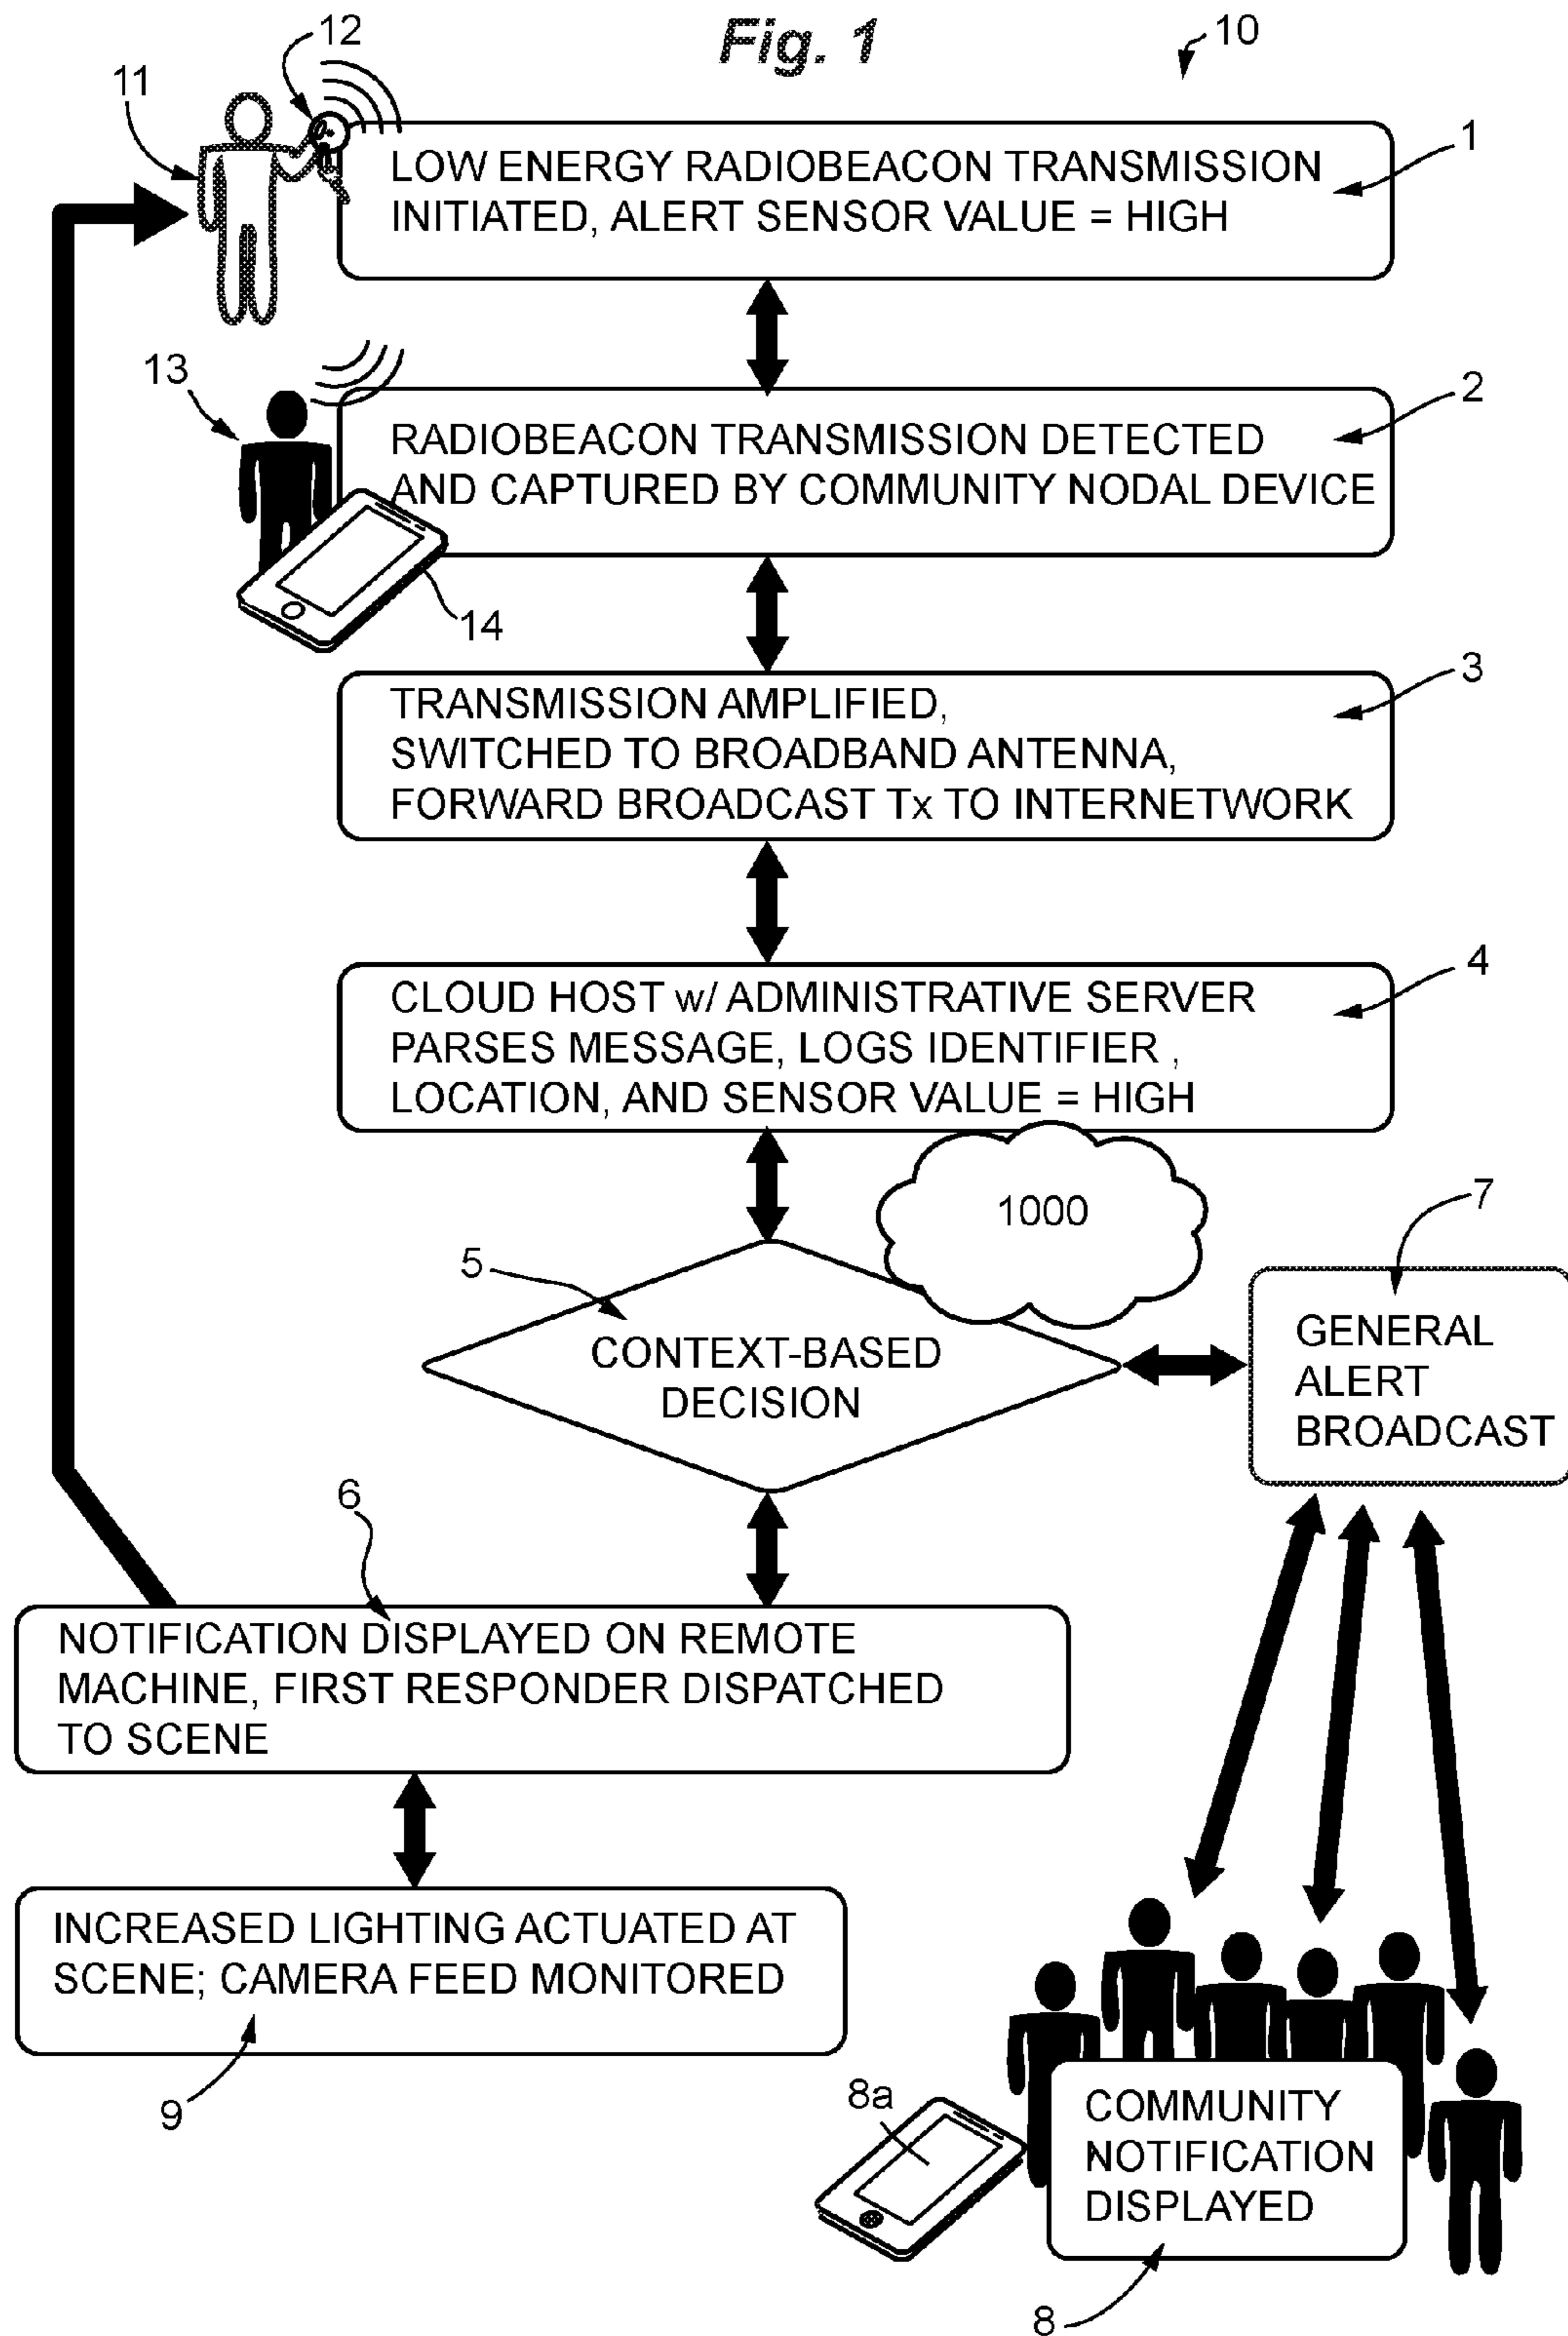 Fig. 1
10
12
11
1
LOW ENERGY RADIOBEACON TRANSMISSION
INITIATED, ALERT SENSOR VALUE = HIGH
13
2
RADIOBEACON TRANSMISSION DETECTED
AND CAPTURED BY COMMUNITY NODAL DEVICE
14
3
TRANSMISSION AMPLIFIED,
SWITCHED TO BROADBAND ANTENNA,
FORWARD BROADCAST Tx TO INTERNETWORK
4
CLOUD HOST w/ ADMINISTRATIVE SERVER
PARSES MESSAGE, LOGS IDENTIFIER ,
LOCATION, AND SENSOR VALUE = HIGH
1000
5
CONTEXT-BASED
DECISION
7
GENERAL
ALERT
BROADCAST
6
NOTIFICATION DISPLAYED ON REMOTE
MACHINE, FIRST RESPONDER DISPATCHED
TO SCENE
INCREASED LIGHTING ACTUATED AT
SCENE; CAMERA FEED MONITORED
9
8a
COMMUNITY
NOTIFICATION
DISPLAYED
8